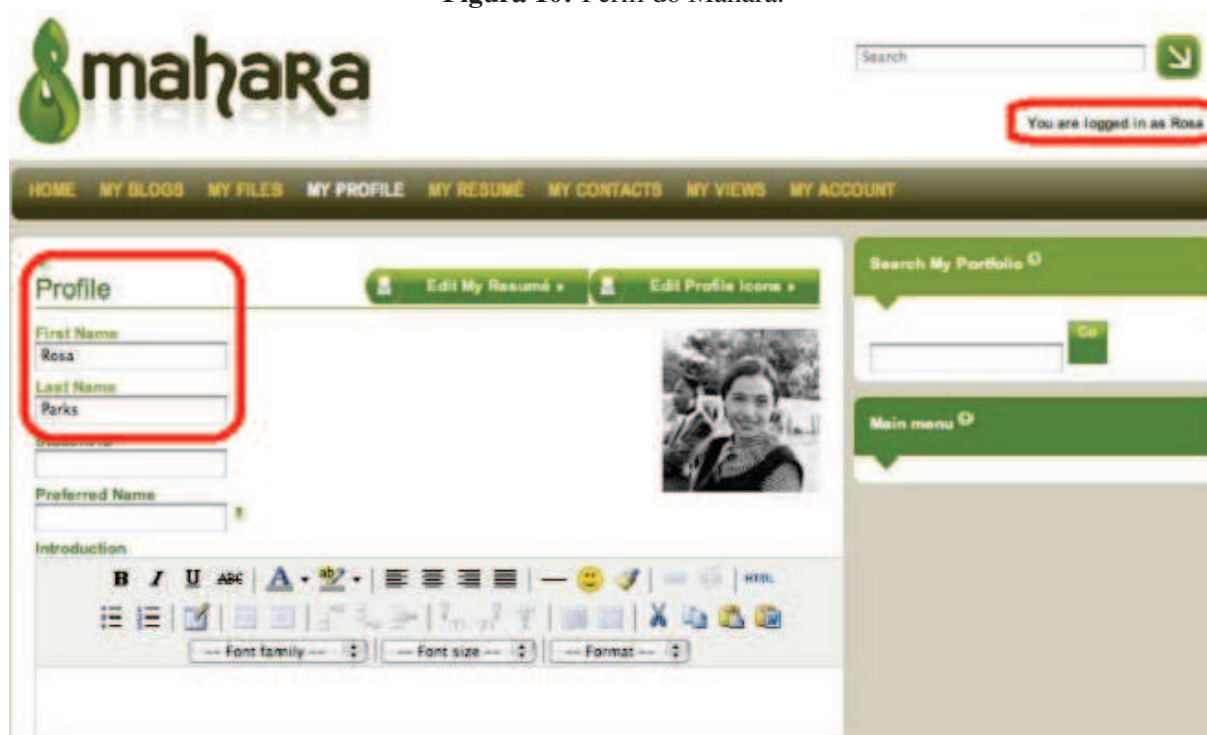 Figura 10: Perfil do Mahara.
mahaRa
Search
You are logged in as Rosa
HOME MY BLOGS MY FILES MY PROFILE MY RESUMÉ MY CONTACTS MY VIEWS MY ACCOUNT
Profile
Edit My Resumé »
Edit Profile Icons »
First Name
Rosa
Last Name
Parks
Preferred Name
Introduction
B I U ABC A ab HTML
-- Font family -- -- Font size -- -- Format --
Search My Portfolio
Go
Main menu